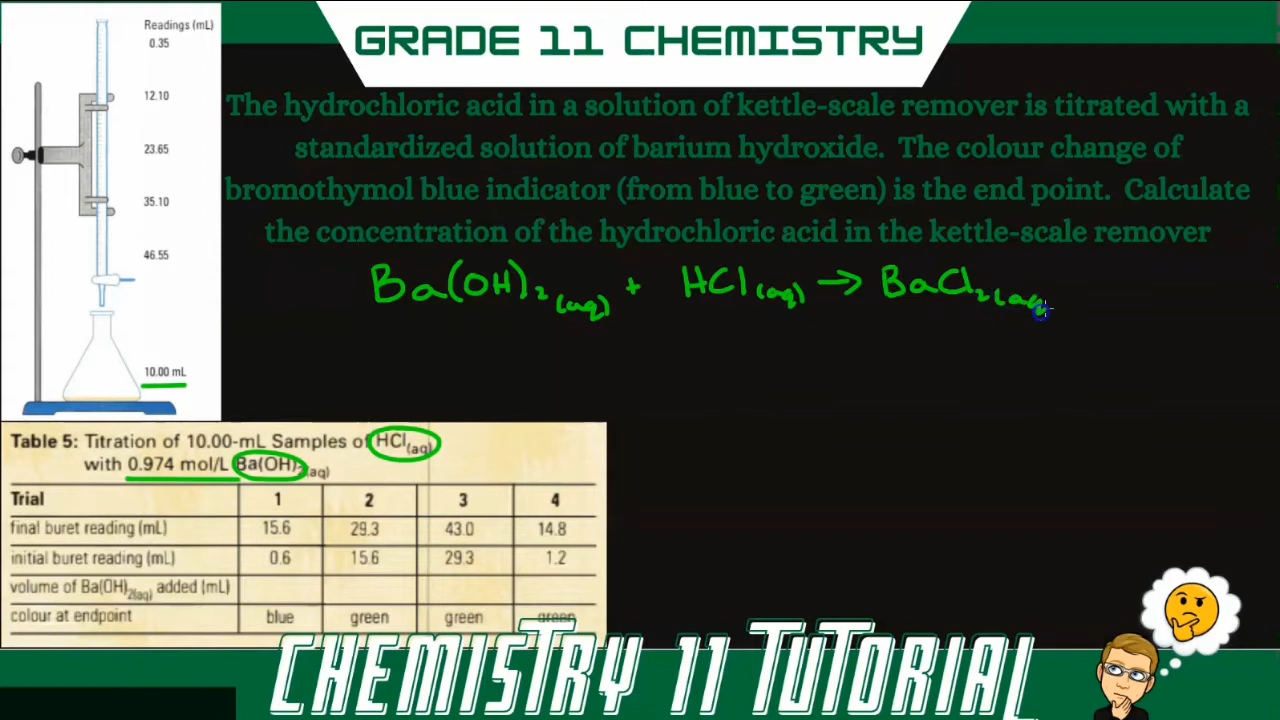 Readings (mL)
0.35
12.10
23.65
35.10
46.55
10.00 mL
GRADE 11 CHEMISTRY
The hydrochloric acid in a solution of kettle-scale remover is titrated with a
standardized solution of barium hydroxide. The colour change of
bromothymol blue indicator (from blue to green) is the end point. Calculate
the concentration of the hydrochloric acid in the kettle-scale remover
Ba(OH)2(aq) + HCl(aq) → BaCl2(aq
Table 5: Titration of 10.00-mL Samples of HCl(aq)
with 0.974 mol/L Ba(OH)2(aq)
Trial 1 2 3 4
final buret reading (mL) 15.6 29.3 43.0 14.8
initial buret reading (mL) 0.6 15.6 29.3 1.2
volume of Ba(OH)2(aq) added (mL)
colour at endpoint blue green green green
CHEMISTRY 11 TUTORIAL